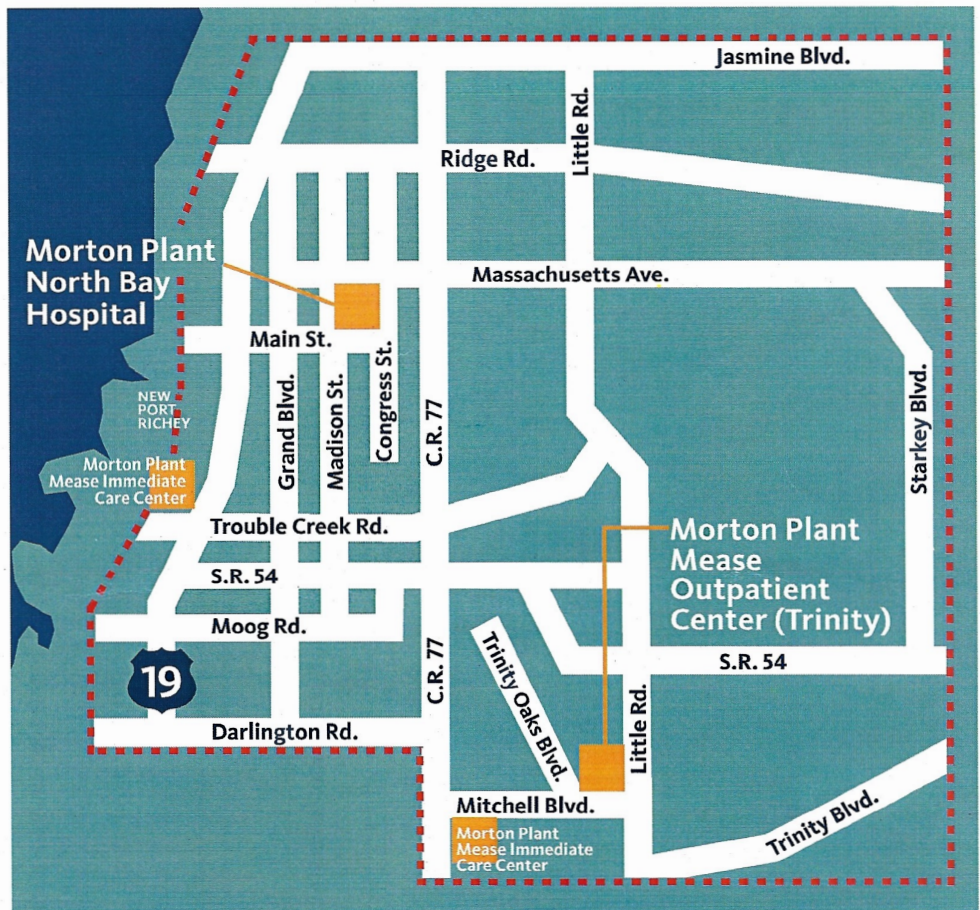 Jasmine Blvd.
Little Rd.
Ridge Rd.
Morton Plant
North Bay
Hospital
Massachusetts Ave.
Main St.
NEW
PORT
RICHEY
Grand Blvd.
Madison St.
Congress St.
C.R. 77
Starkey Blvd.
Morton Plant
Mease Immediate
Care Center
Trouble Creek Rd.
Morton Plant
Mease
Outpatient
Center (Trinity)
S.R. 54
Moog Rd.
19
C.R. 77
Trinity Oaks Blvd.
S.R. 54
Little Rd.
Darlington Rd.
Mitchell Blvd.
Morton Plant
Mease Immediate
Care Center
Trinity Blvd.